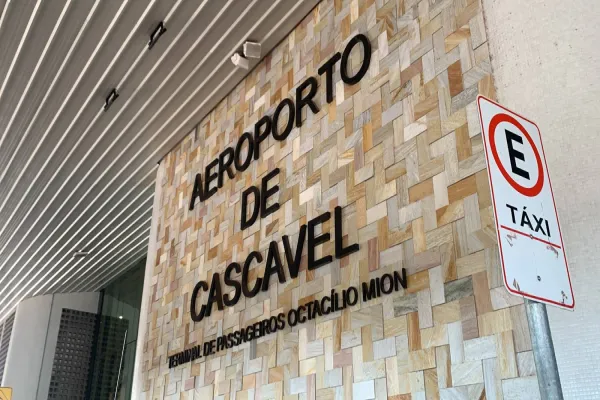 AEROPORTO
DE
CASCAVEL
TERMINAL DE PASSAGEIROS OCTACÍLIO MION
E
TÁXI